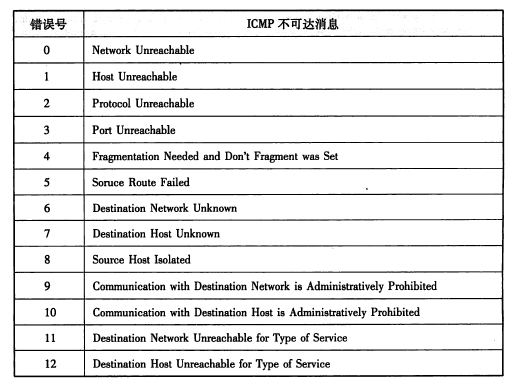 错误号 ICMP 不可达消息
0 Network Unreachable
1 Host Unreachable
2 Protocol Unreachable
3 Port Unreachable
4 Fragmentation Needed and Don't Fragment was Set
5 Soruce Route Failed
6 Destination Network Unknown
7 Destination Host Unknown
8 Source Host Isolated
9 Communication with Destination Network is Administratively Prohibited
10 Communication with Destination Host is Administratively Prohibited
11 Destination Network Unreachable for Type of Service
12 Destination Host Unreachable for Type of Service